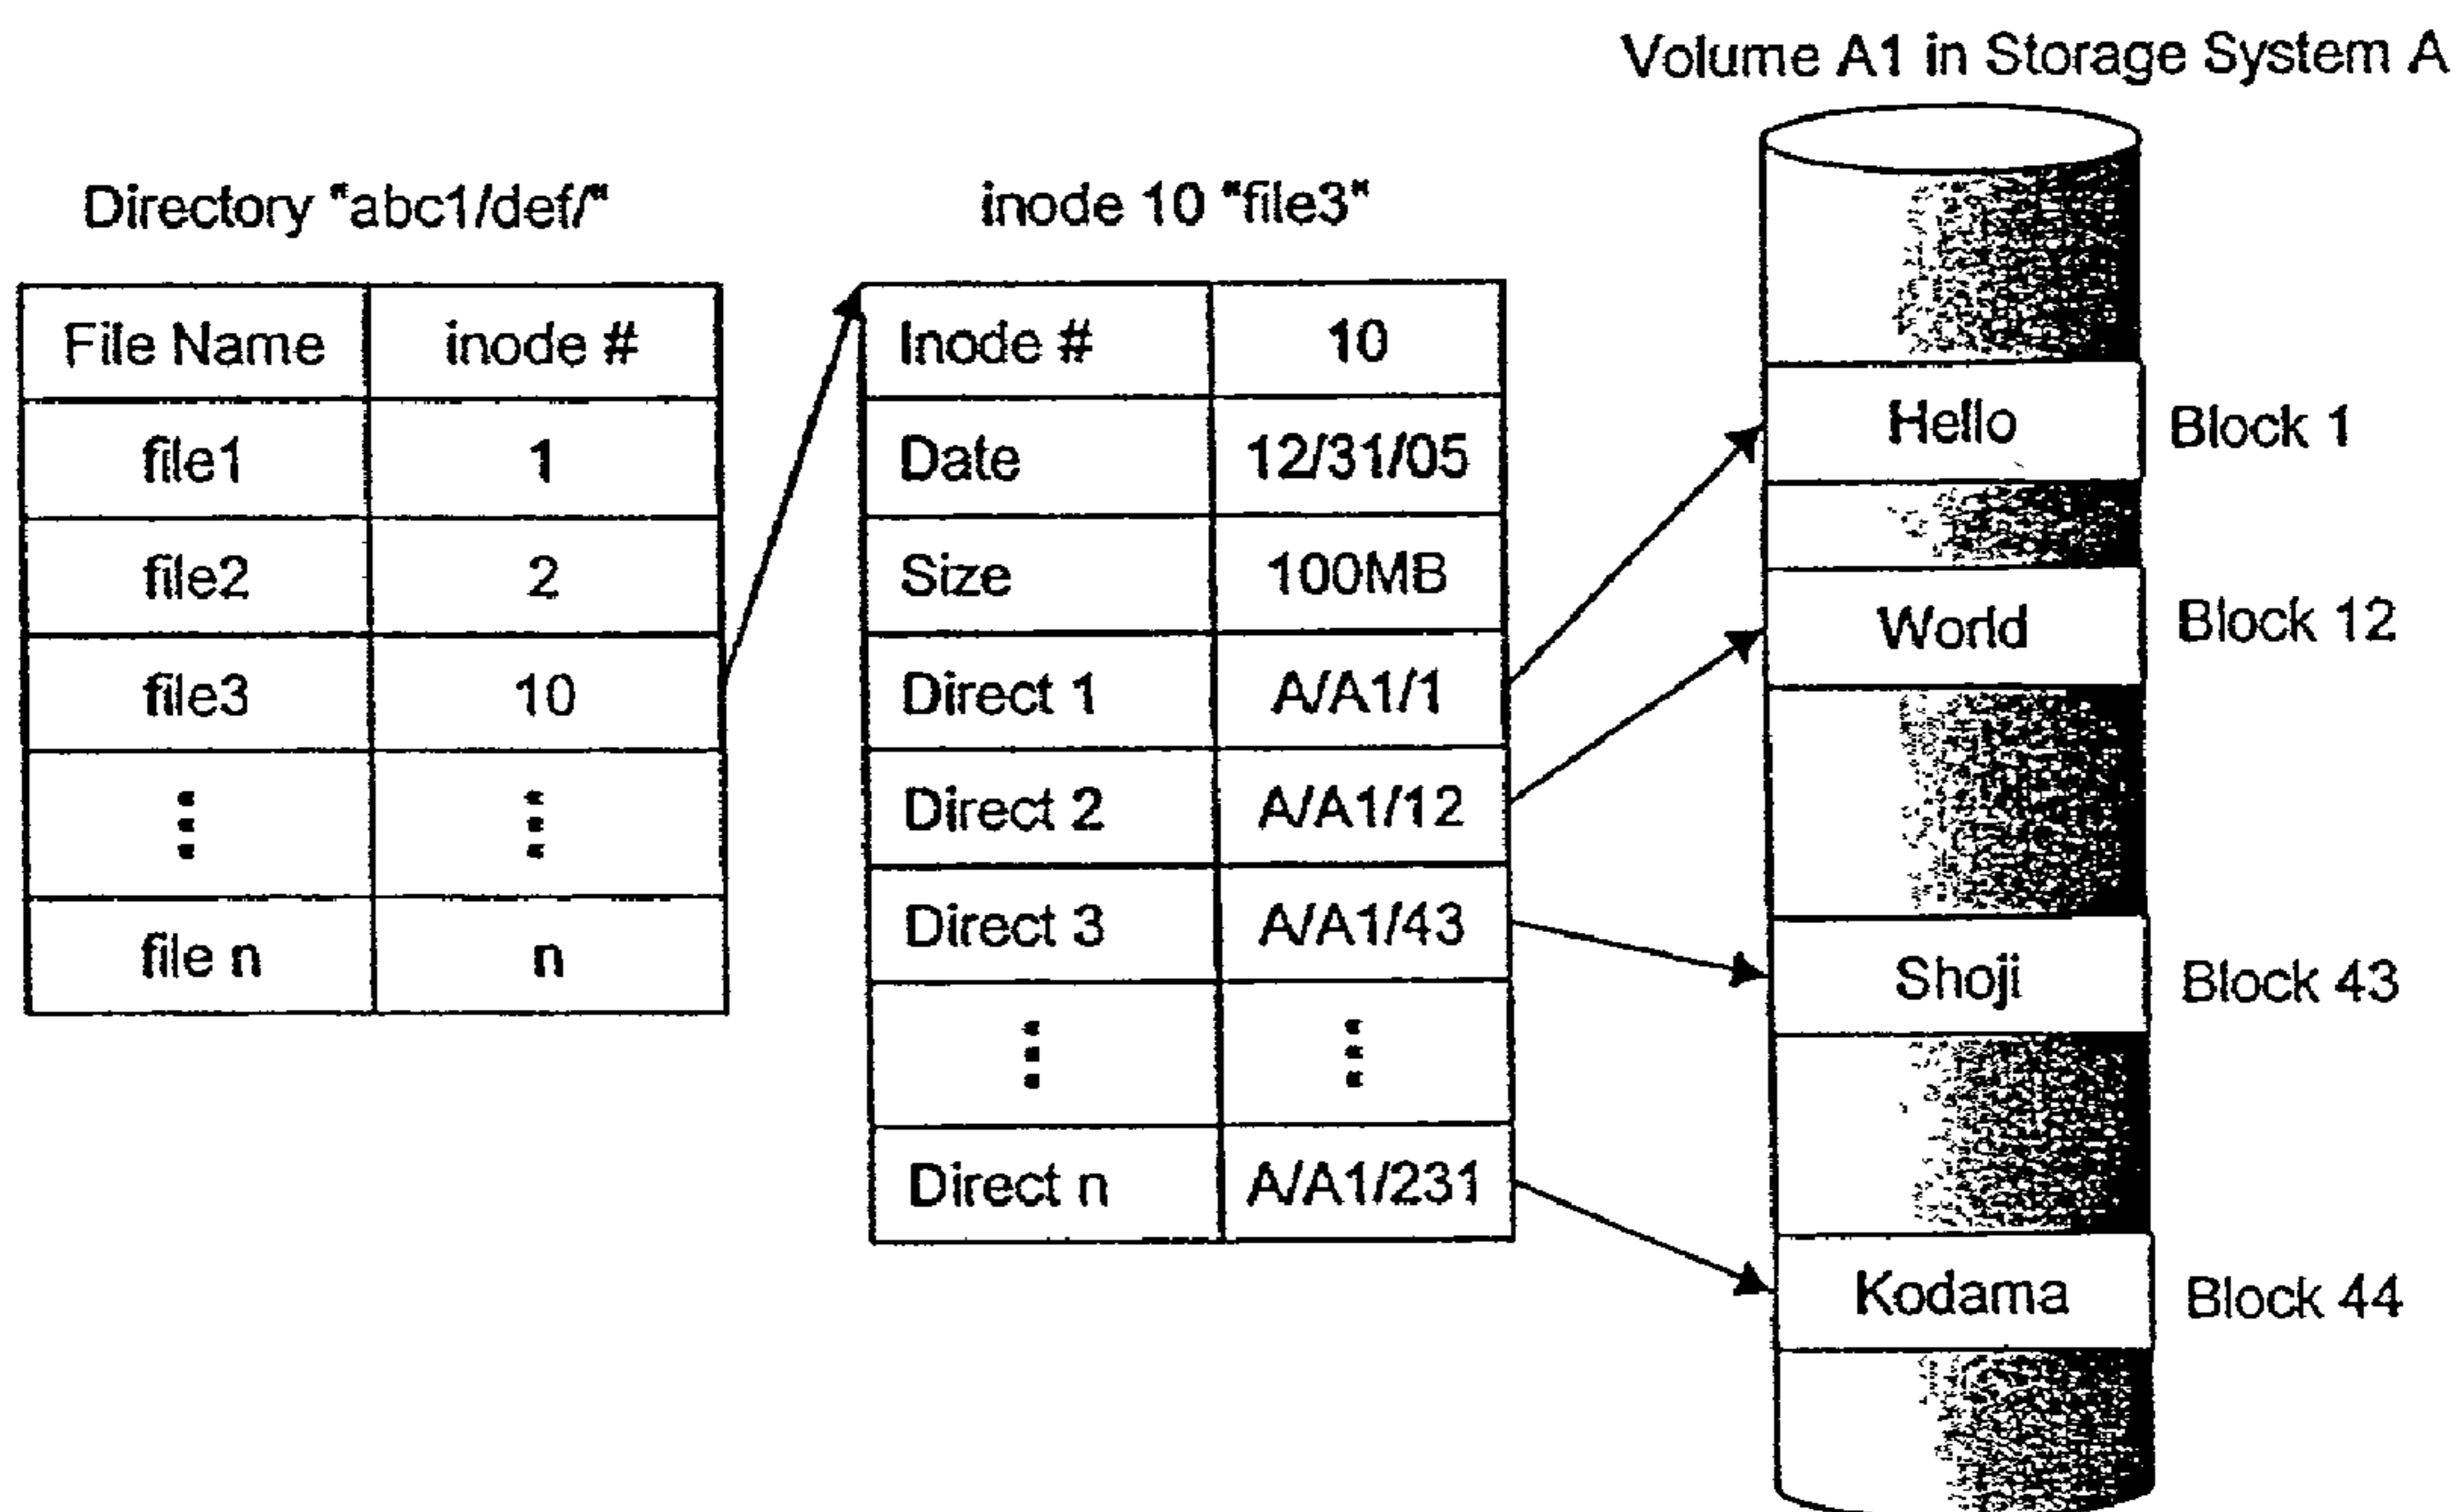 Volume A1 in Storage System A
Directory "abc1/def/"
File Name inode #
file1 1
file2 2
file3 10
file n n
inode 10 "file3"
Inode # 10
Date 12/31/05
Size 100MB
Direct 1 A/A1/1
Direct 2 A/A1/12
Direct 3 A/A1/43
Direct n A/A1/231
Hello Block 1
World Block 12
Shoji Block 43
Kodama Block 44